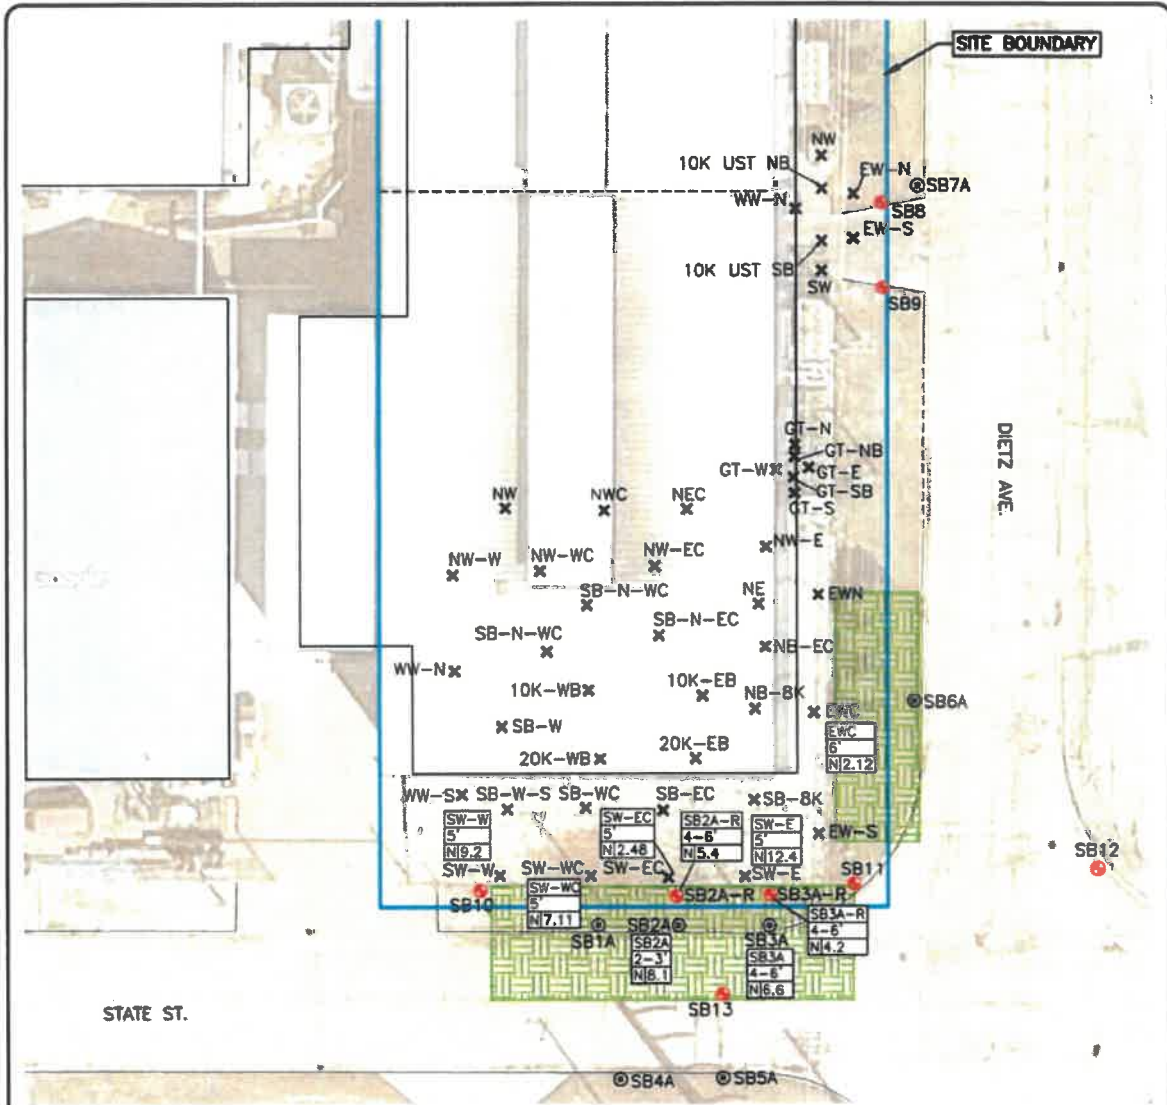 SITE BOUNDARY
NW
10K UST NB
EW-N
SB7A
WW-N
SB8
EW-S
10K UST SB
SW
SB9
DIETZ AVE.
GT-N
GT-NB
GT-W
GT-E
GT-SB
GT-S
NW
NWC
NEC
NW-E
NW-W
NW-WC
NW-EC
EWN
SB-N-WC
NE
SB-N-EC
SB-N-WC
NB-EC
WW-N
10K-WB
10K-EB
NB-8K
SB6A
EWC
SB-W
EWC
6'
N 2.12
20K-WB
20K-EB
WW-S
SB-W-S
SB-WC
SB-EC
SB-8K
SW-W
5'
N 9.2
SW-EC
5'
N 2.48
SB2A-R
4-6'
N 5.4
SW-E
5'
N 12.4
EW-S
SB12
SW-W
SW-WC
SW-EC
SW-E
SB11
SB10
SW-WC
5'
N 7.11
SB2A-R
SB3A-R
SB3A-R
4-6'
N 4.2
SB1A
SB2A
SB3A
SB2A
2-3'
N 8.1
SB3A
4-6'
N 6.6
STATE ST.
SB13
SB4A
SB5A